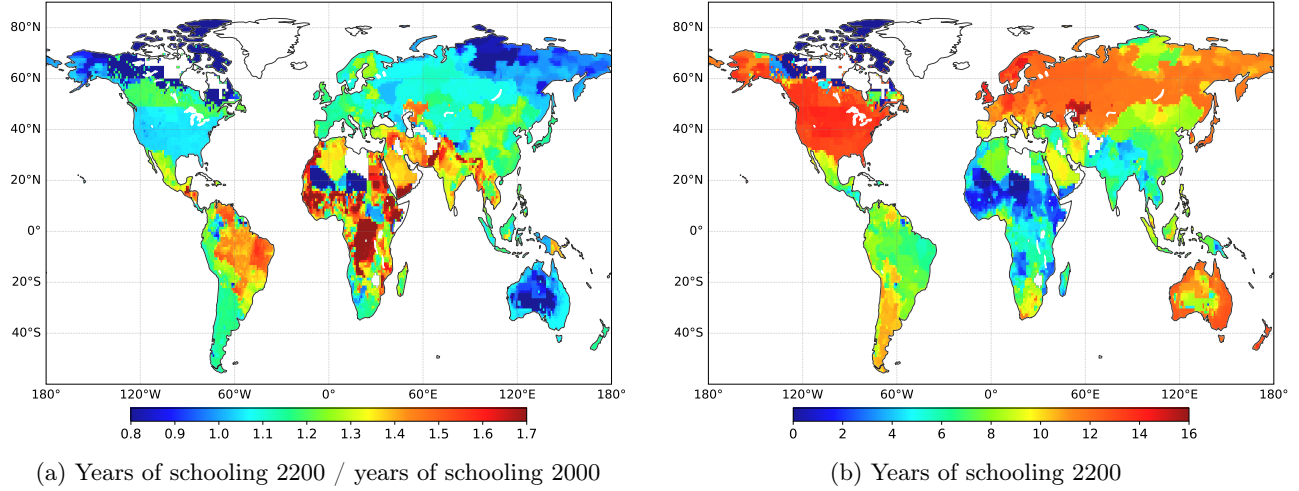 80°N
60°N
40°N
20°N
0°
20°S
40°S
180° 120°W 60°W 0° 60°E 120°E 180°
0.8 0.9 1.0 1.1 1.2 1.3 1.4 1.5 1.6 1.7
(a) Years of schooling 2200 / years of schooling 2000
80°N
60°N
40°N
20°N
0°
20°S
40°S
180° 120°W 60°W 0° 60°E 120°E 180°
0 2 4 6 8 10 12 14 16
(b) Years of schooling 2200